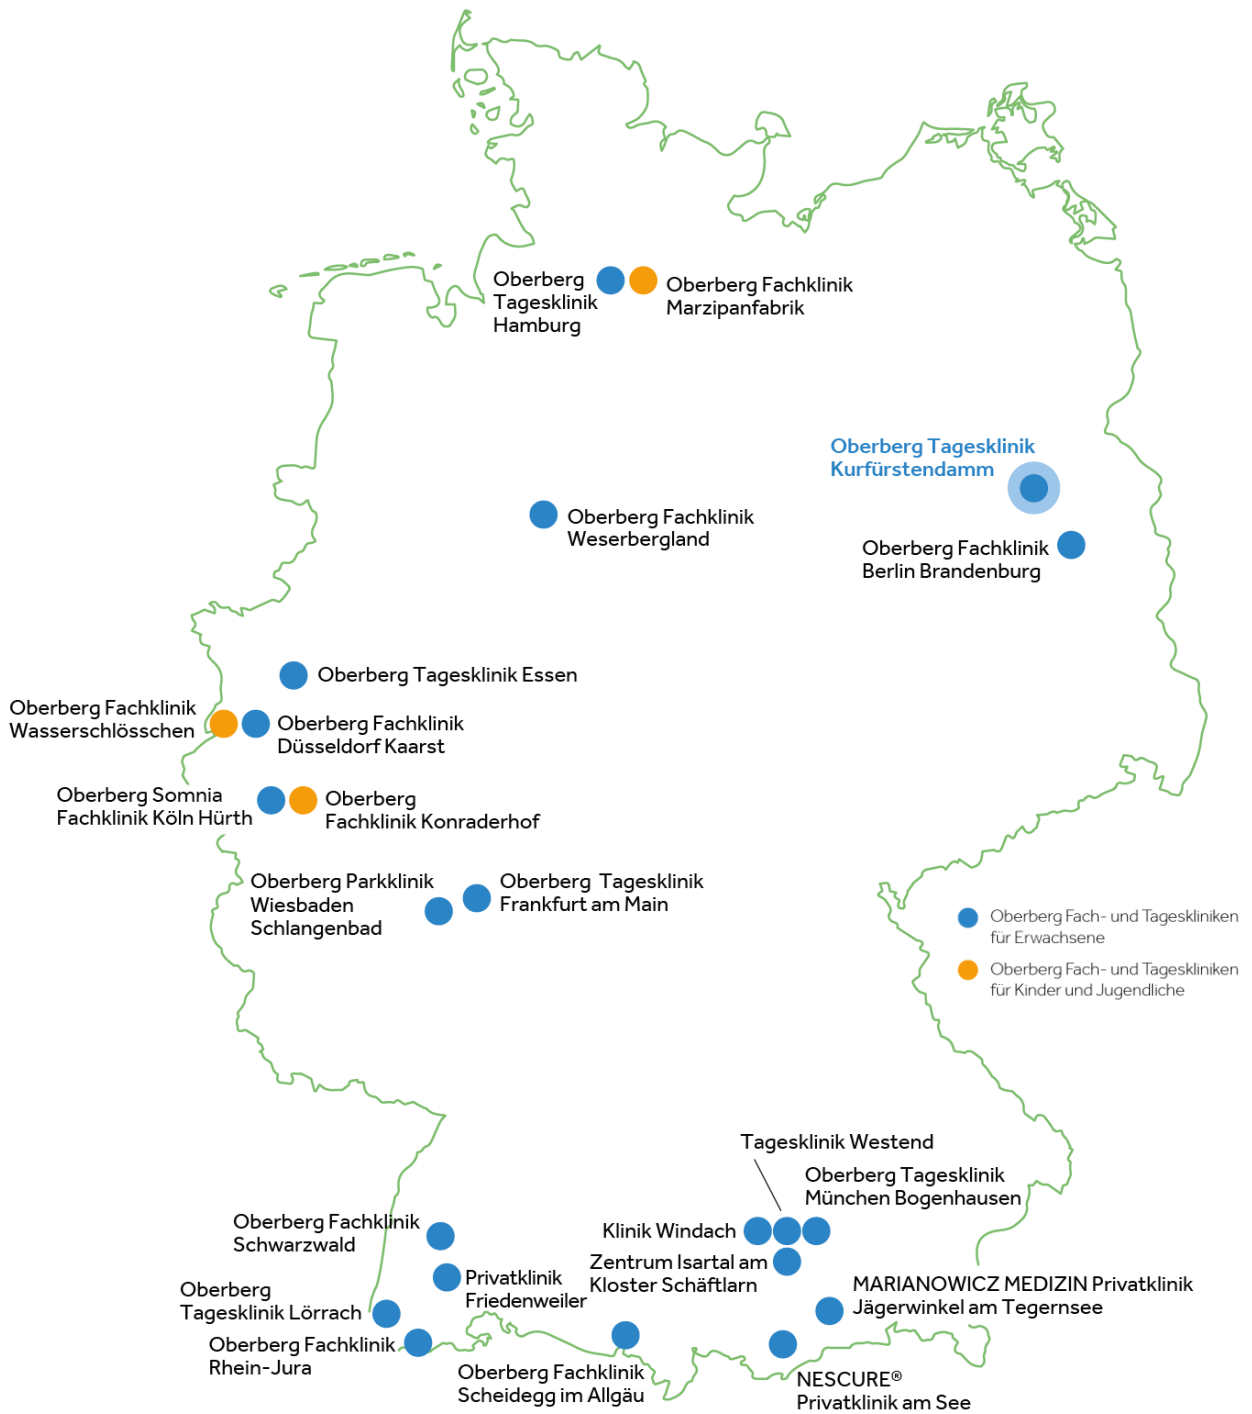 Oberberg
Tagesklinik
Hamburg
Oberberg Fachklinik
Marzipanfabrik
Oberberg Tagesklinik
Kurfürstendamm
Oberberg Fachklinik
Weserbergland
Oberberg Fachklinik
Berlin Brandenburg
Oberberg Tagesklinik Essen
Oberberg Fachklinik
Wasserschlösschen
Oberberg Fachklinik
Düsseldorf Kaarst
Oberberg Somnia
Fachklinik Köln Hürth
Oberberg
Fachklinik Konraderhof
Oberberg Parkklinik
Wiesbaden
Schlangenbad
Oberberg Tagesklinik
Frankfurt am Main
Oberberg Fach- und Tageskliniken
für Erwachsene
Oberberg Fach- und Tageskliniken
für Kinder und Jugendliche
Tagesklinik Westend
Oberberg Tagesklinik
München Bogenhausen
Oberberg Fachklinik
Schwarzwald
Klinik Windach
Zentrum Isartal am
Kloster Schäftlarn
Privatklinik
Friedenweiler
MARIANOWICZ MEDIZIN Privatklinik
Jägerwinkel am Tegernsee
Oberberg
Tagesklinik Lörrach
Oberberg Fachklinik
Rhein-Jura
Oberberg Fachklinik
Scheidegg im Allgäu
NESCURE®
Privatklinik am See